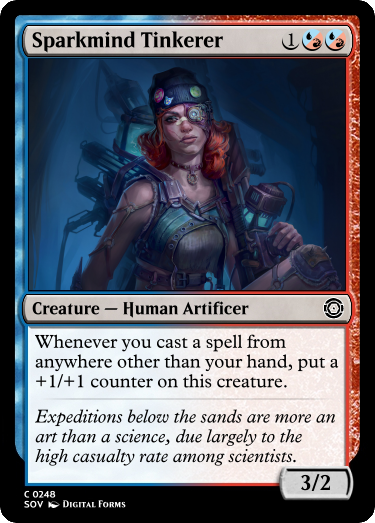 Sparkmind Tinkerer 1
Creature — Human Artificer
Whenever you cast a spell from
anywhere other than your hand, put a
+1/+1 counter on this creature.
Expeditions below the sands are more an
art than a science, due largely to the
high casualty rate among scientists.
3/2
C 0248
SOV Digital Forms